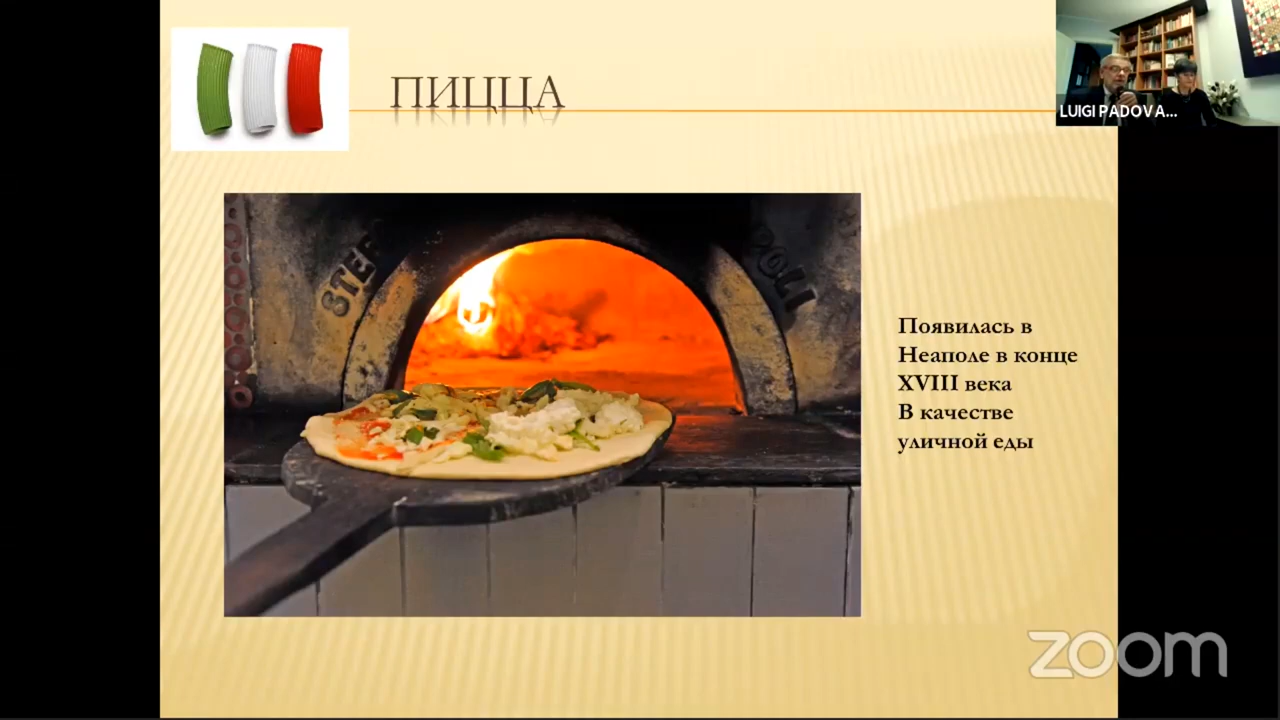 ПИЦЦА
LUIGI PADOVA...
Появилась в
Неаполе в конце
XVIII века
В качестве
уличной еды
zoom